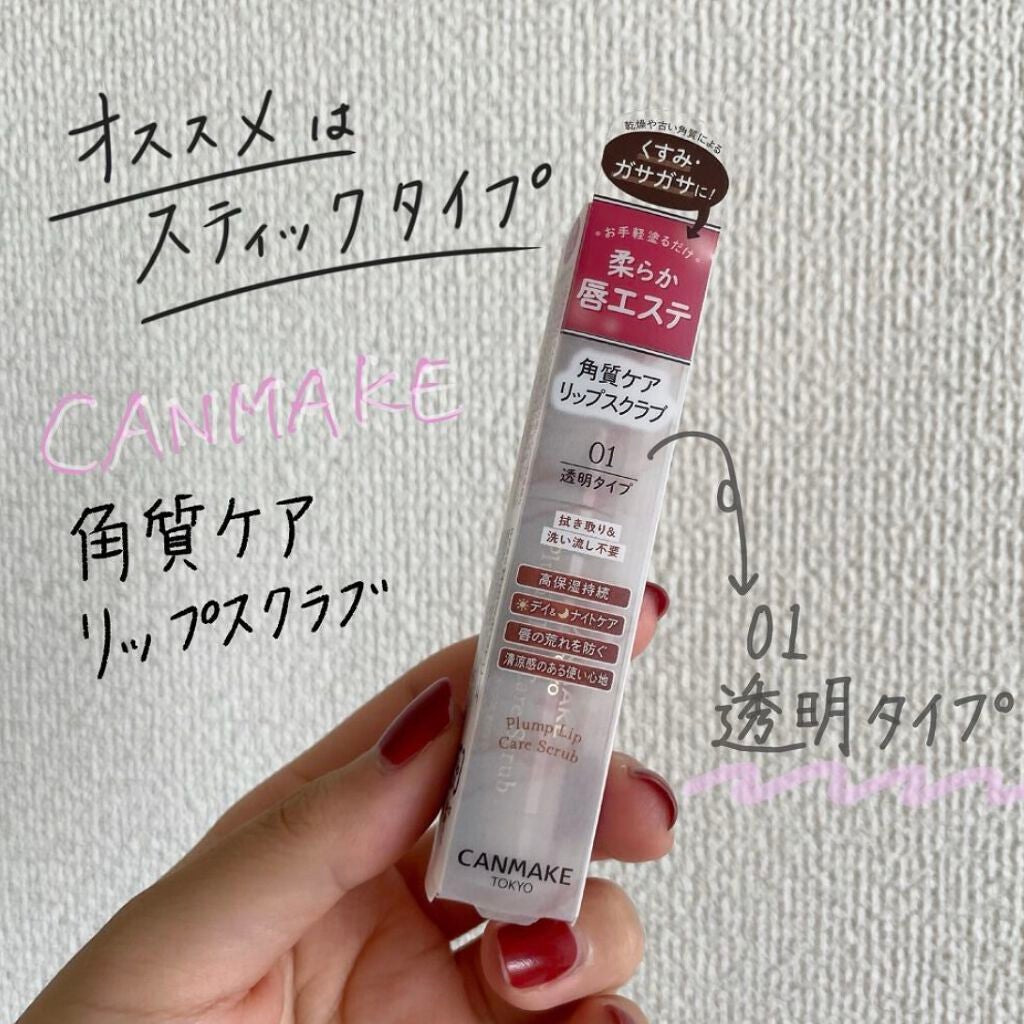 オススメは
スティックタイプ
CANMAKE
角質ケア
リップスクラブ
乾燥や古い角質による
くすみ・
ガサガサに!
お手軽塗るだけ
柔らか
唇エステ
角質ケア
リップスクラブ
01
透明タイプ
拭き取り&
洗い流し不要
高保湿持続
デイ&ナイトケア
唇の荒れを防ぐ
清涼感のある使い心地
Plump Lip
Care Scrub
CANMAKE
TOKYO
01
透明タイプ